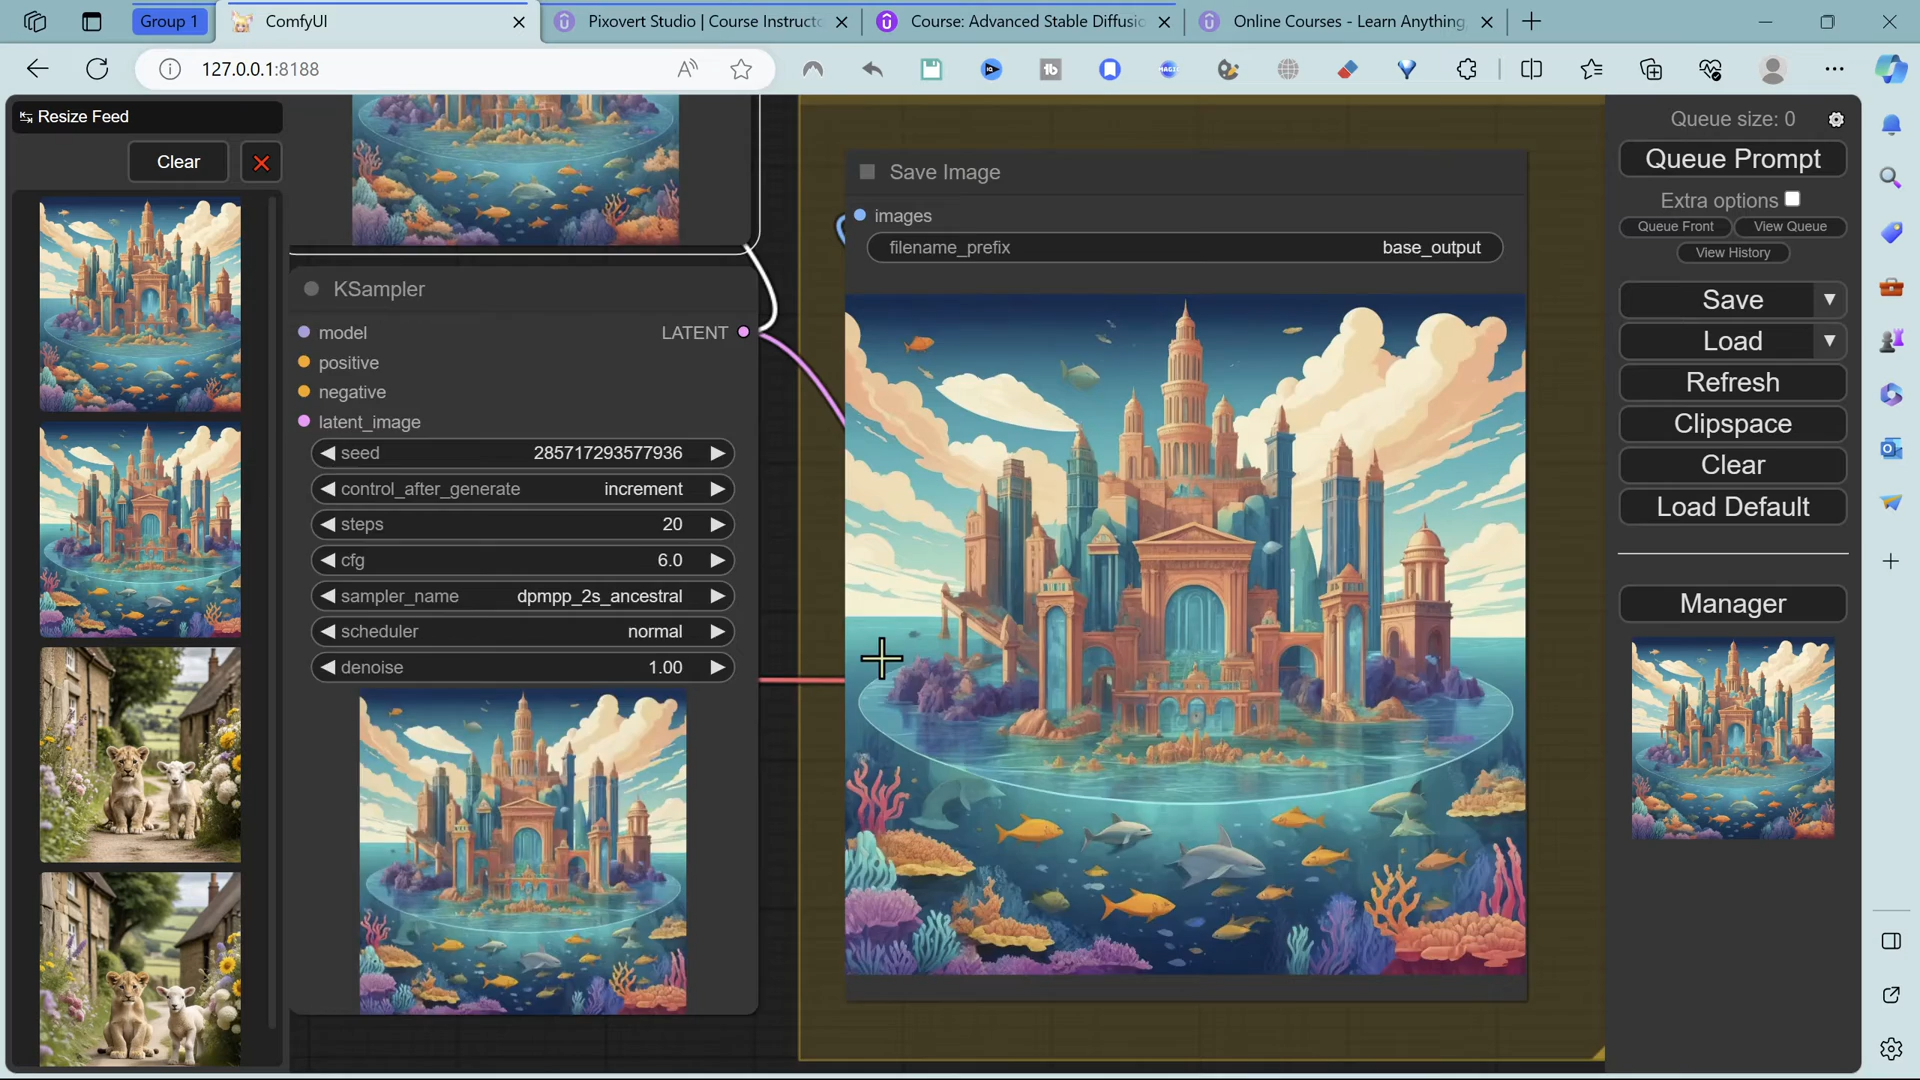 Group 1
ComfyUI
Pixovert Studio | Course Instructo
Course: Advanced Stable Diffusio
Online Courses - Learn Anything,
127.0.0.1:8188
Resize Feed
Clear
KSampler
model
LATENT
positive
negative
latent_image
seed 285717293577936
control_after_generate increment
steps 20
cfg 6.0
sampler_name dpmpp_2s_ancestral
scheduler normal
denoise 1.00
Save Image
images
filename_prefix base_output
Queue size: 0
Queue Prompt
Extra options
Queue Front
View Queue
View History
Save
Load
Refresh
Clipspace
Clear
Load Default
Manager